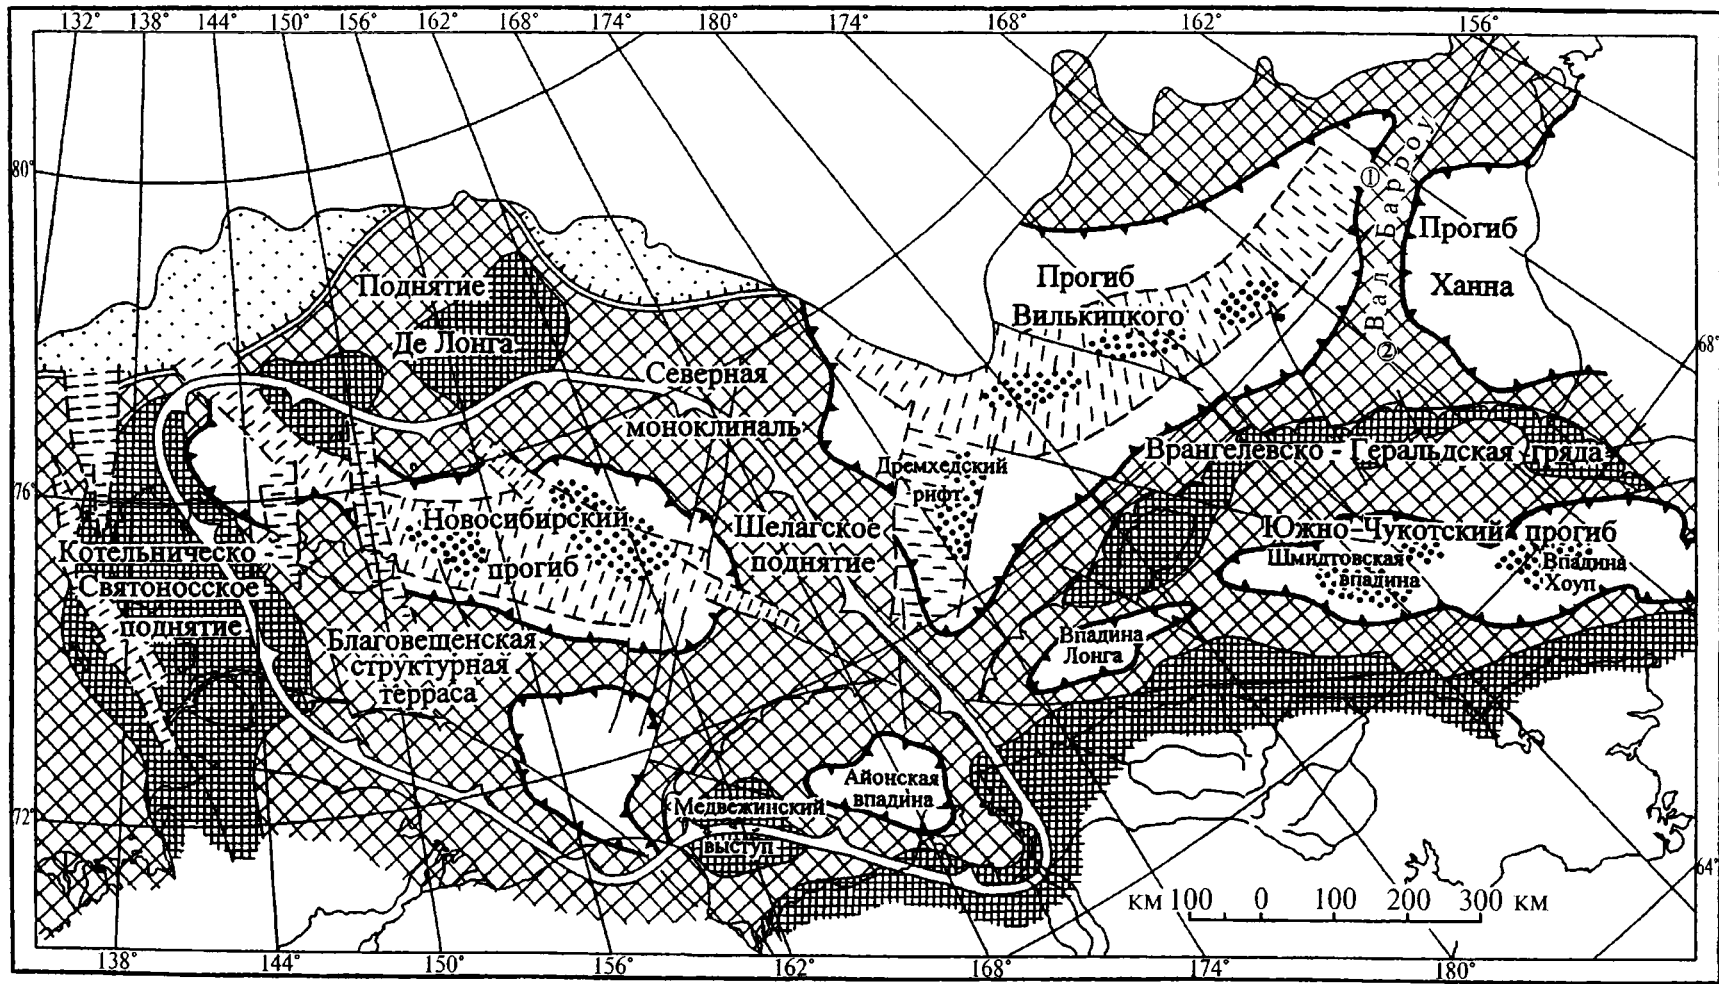 132° 138° 144° 150° 156° 162° 168° 174° 180° 174° 168° 162° 156°
80°
①
Вал Барроу
Прогиб
Ханна
Поднятие
Де Лонга
Прогиб
Вилькицкого
②
68°
Северная
моноклиналь
Врангелевско - Геральдская гряда
Дремхедский
рифт
76°
Новосибирский
прогиб
Шелагское
поднятие
Южно-Чукотский прогиб
Шмидтовская
впадина
Впадина
Хоуп
Котельническо
Святоносское
поднятие
Благовещенская
структурная
терраса
Впадина
Лонга
Айонская
впадина
72°
Медвежинский
выступ
64°
км 100 0 100 200 300 км
138° 144° 150° 156° 162° 168° 174° 180°